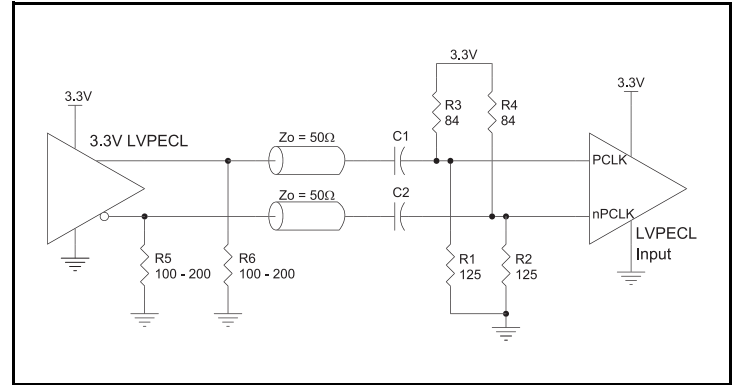 3.3V
3.3V LVPECL
R5
100 - 200
R6
100 - 200
Zo = 50Ω
Zo = 50Ω
C1
C2
3.3V
R3
84
R4
84
R1
125
R2
125
3.3V
PCLK
nPCLK
LVPECL
Input